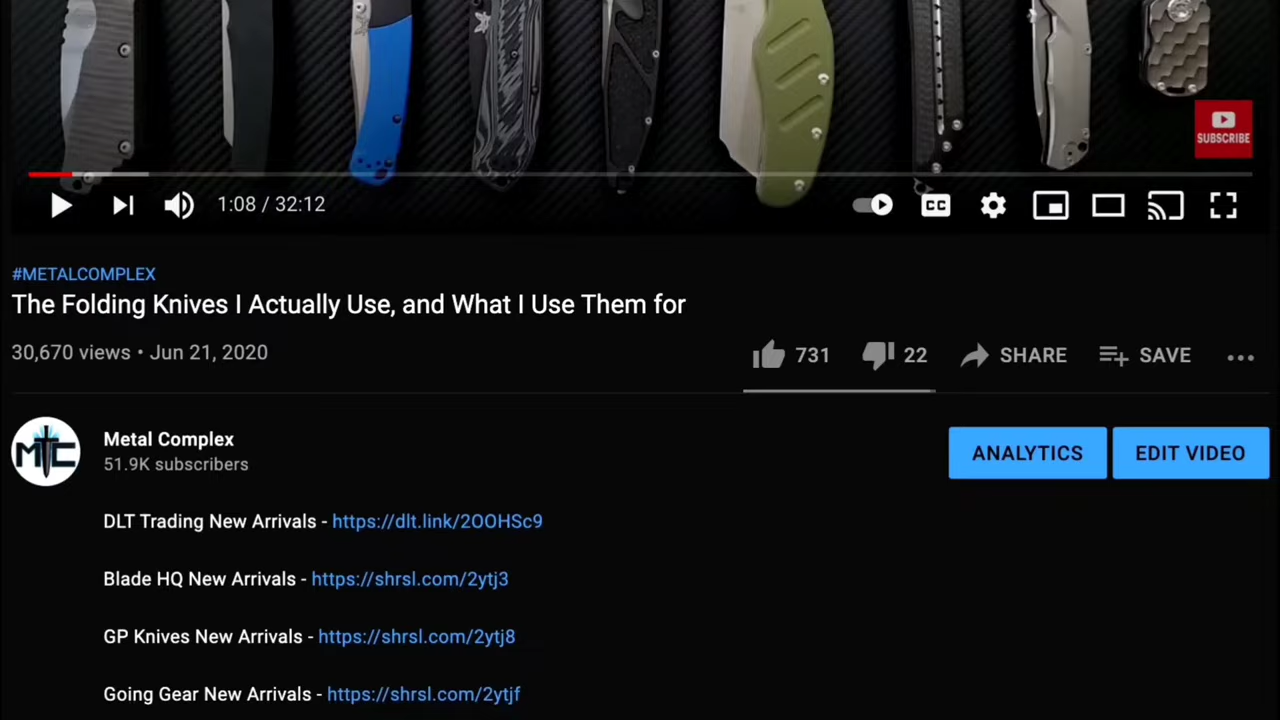 SUBSCRIBE
1:08 / 32:12
CC
#METALCOMPLEX
The Folding Knives I Actually Use, and What I Use Them for
30,670 views • Jun 21, 2020
731 22 SHARE SAVE
MTC
Metal Complex
51.9K subscribers
ANALYTICS EDIT VIDEO
DLT Trading New Arrivals - https://dlt.link/2OOHSc9
Blade HQ New Arrivals - https://shrsl.com/2ytj3
GP Knives New Arrivals - https://shrsl.com/2ytj8
Going Gear New Arrivals - https://shrsl.com/2ytjf